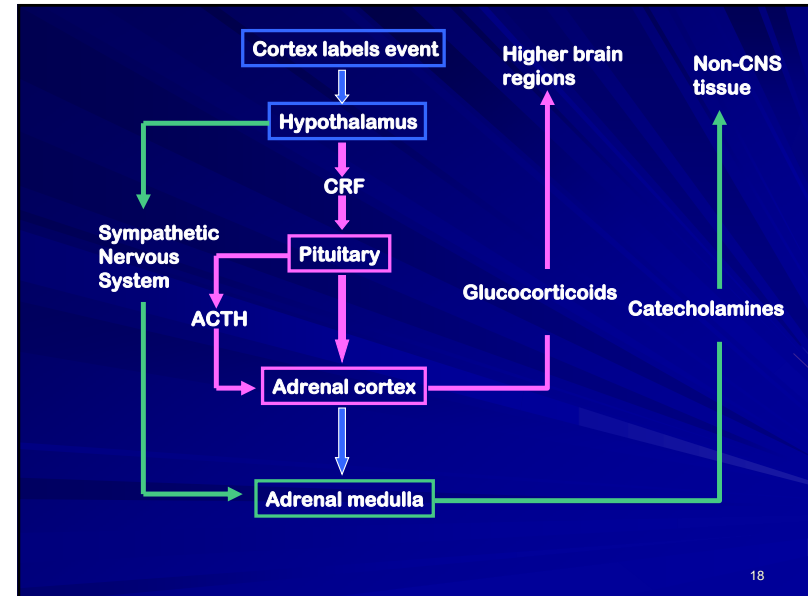 Cortex labels event
Higher brain
regions
Non-CNS
tissue
Hypothalamus
CRF
Sympathetic
Nervous
System
Pituitary
Glucocorticoids
Catecholamines
ACTH
Adrenal cortex
Adrenal medulla
18